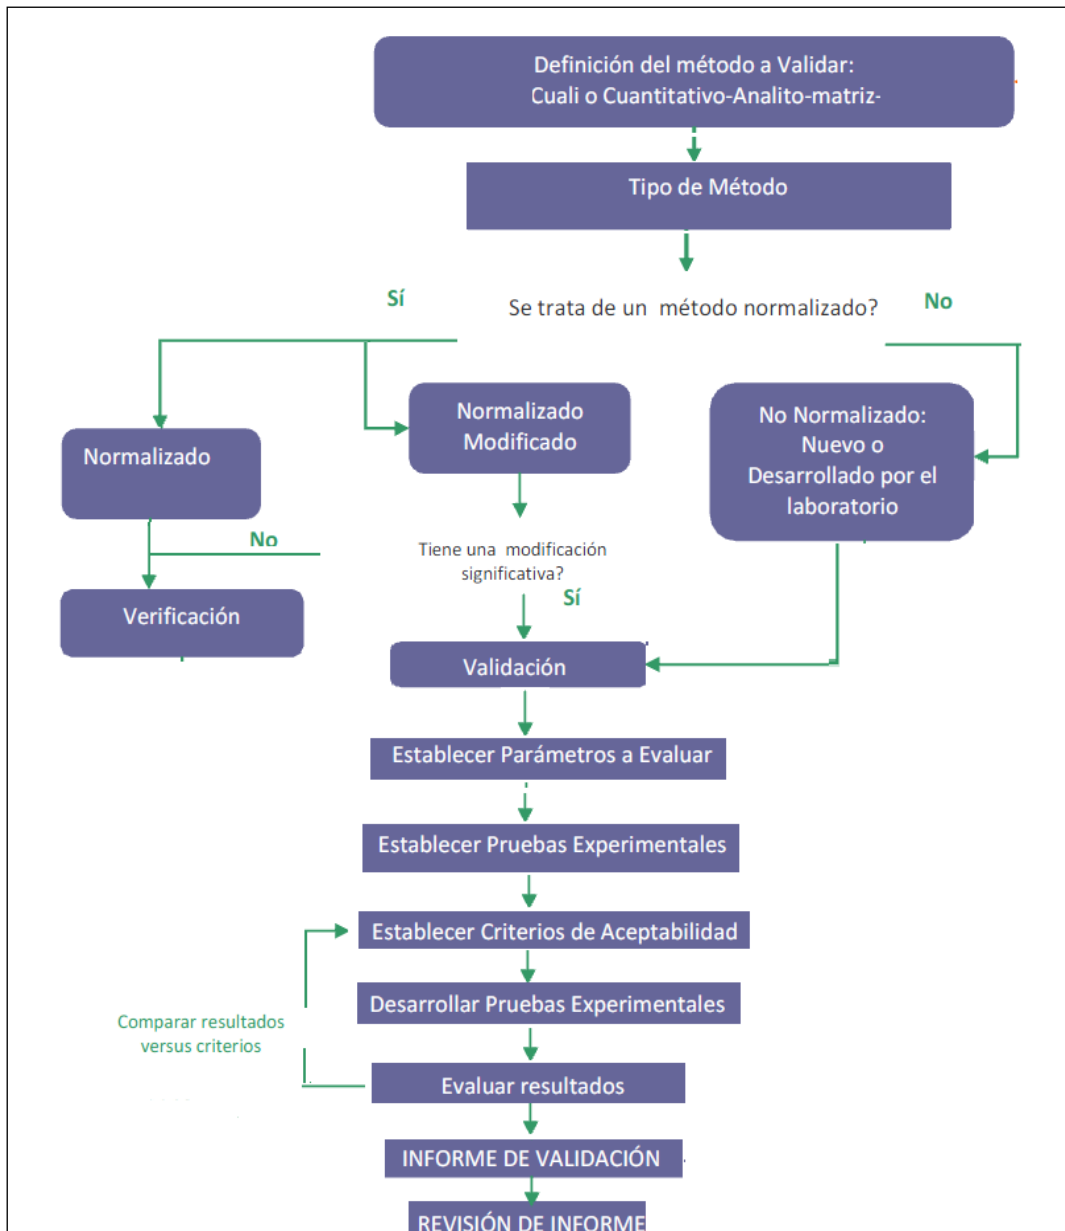 Definición del método a Validar:
Cuali o Cuantitativo-Analito-matriz-
Tipo de Método
Sí
Se trata de un método normalizado?
No
Normalizado
Normalizado
Modificado
No Normalizado:
Nuevo o
Desarrollado por el
laboratorio
No
Tiene una modificación
significativa?
Sí
Verificación
Validación
Establecer Parámetros a Evaluar
Establecer Pruebas Experimentales
Establecer Criterios de Aceptabilidad
Desarrollar Pruebas Experimentales
Comparar resultados
versus criterios
Evaluar resultados
INFORME DE VALIDACIÓN
REVISIÓN DE INFORME